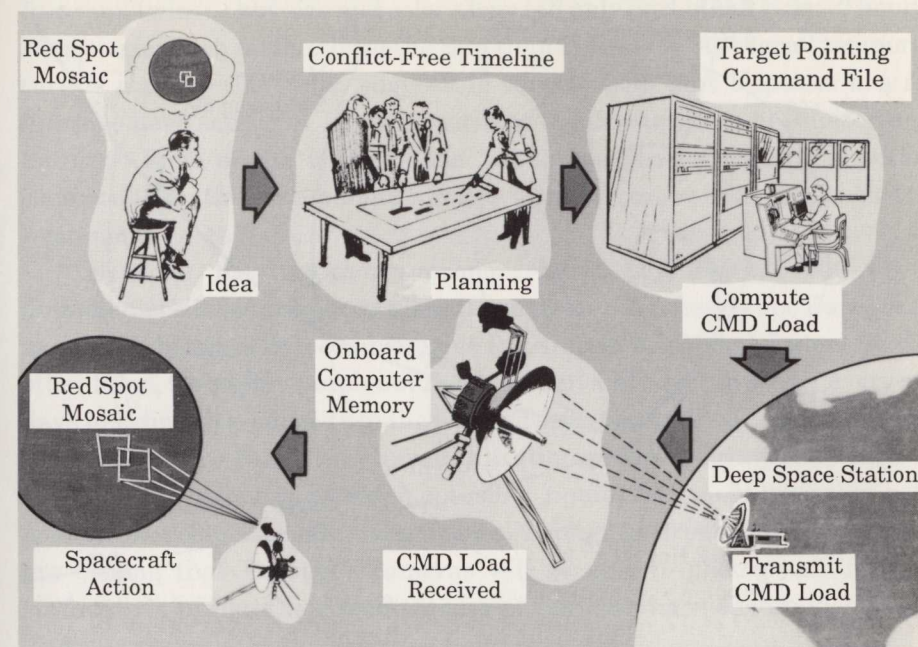 Red Spot
Mosaic
Idea
Conflict-Free Timeline
Planning
Target Pointing
Command File
Compute
CMD Load
Deep Space Station
Transmit
CMD Load
Onboard
Computer
Memory
CMD Load
Received
Red Spot
Mosaic
Spacecraft
Action